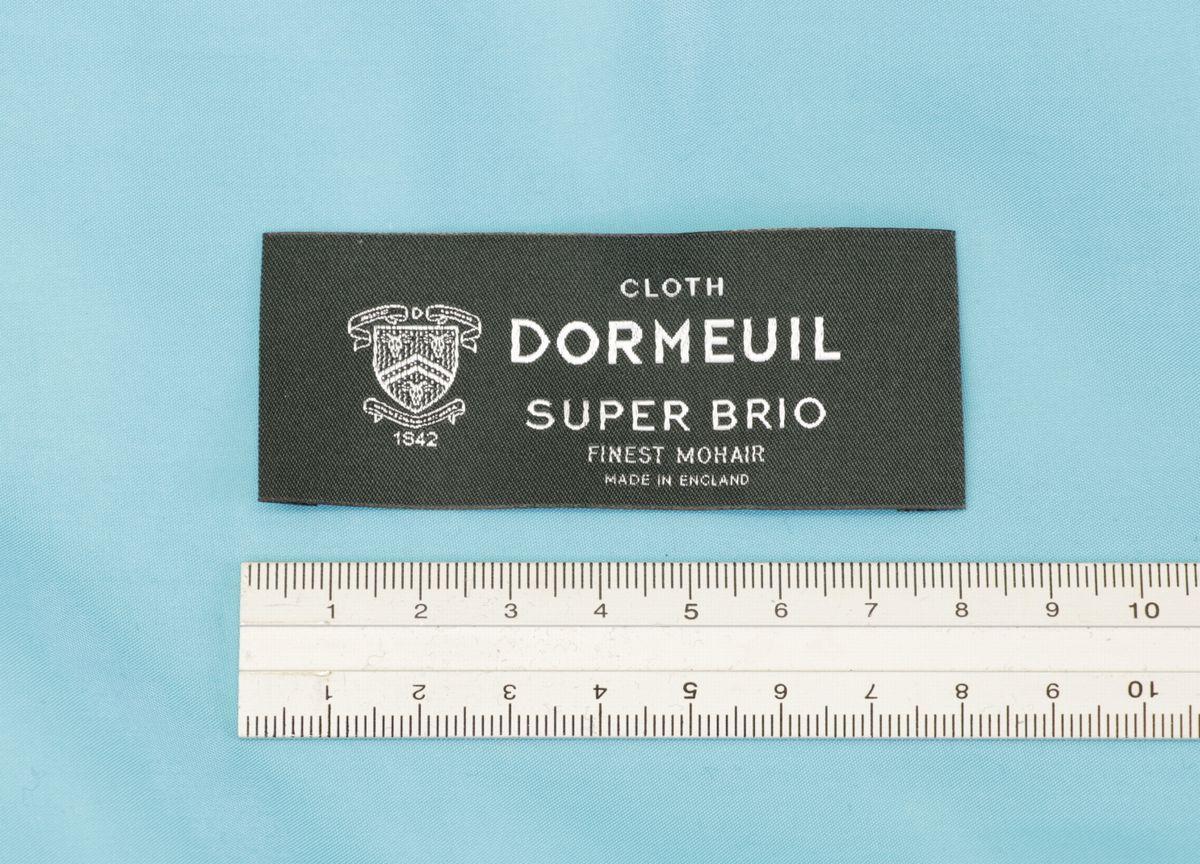 CLOTH
D
DORMEUIL
SUPER BRIO
1842
FINEST MOHAIR
MADE IN ENGLAND
1 2 3 4 5 6 7 8 9 10
1 2 3 4 5 6 7 8 9 10